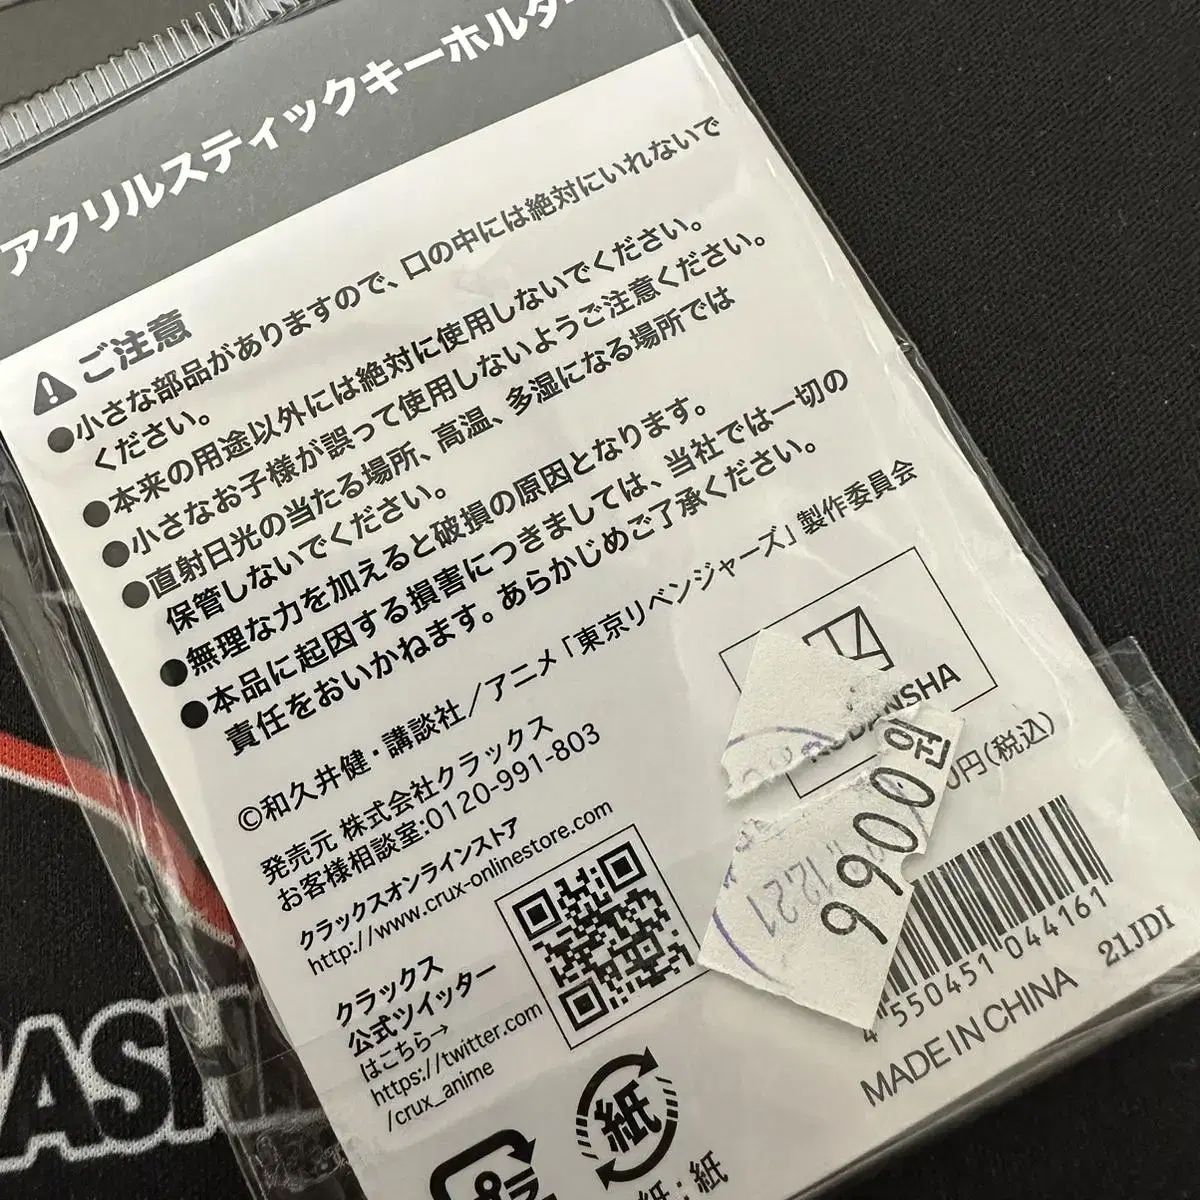 アクリルスティックキーホルダー
ご注意
●小さな部品がありますので、口の中には絶対にいれないで
ください。
●本来の用途以外には絶対に使用しないでください。
●小さなお子様が誤って使用しないようご注意ください。
●直射日光の当たる場所、高温、多湿になる場所では
保管しないでください。
●無理な力を加えると破損の原因となります。
●本品に起因する損害につきましては、当社では一切の
責任をおいかねます。あらかじめご了承ください。
©和久井健・講談社／アニメ「東京リベンジャーズ」製作委員会
発売元 株式会社クラックス
お客様相談室:0120-991-803
クラックスオンラインストア
http://www.crux-onlinestore.com
クラックス
公式ツイッター
はこちら→
https://twitter.com
/crux_anime
KODANSHA
0円(税込)
9900원
12.21
4 550451 044161
MADE IN CHINA
21JDI
紙
紙:紙
ASH